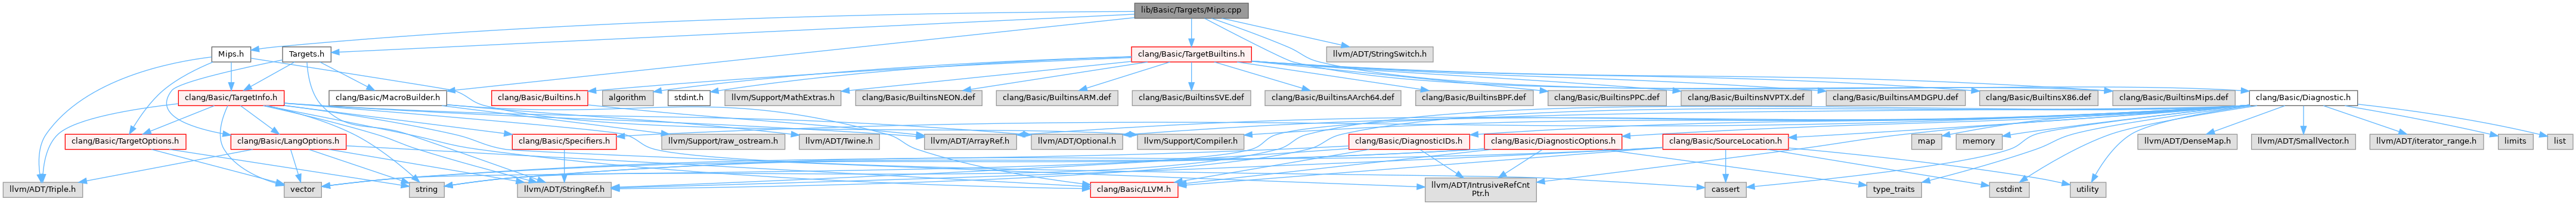 lib/Basic/Targets/Mips.cpp
Mips.h
Targets.h
clang/Basic/TargetBuiltins.h
llvm/ADT/StringSwitch.h
clang/Basic/TargetInfo.h
clang/Basic/MacroBuilder.h
clang/Basic/Builtins.h
algorithm
stdint.h
llvm/Support/MathExtras.h
clang/Basic/BuiltinsNEON.def
clang/Basic/BuiltinsARM.def
clang/Basic/BuiltinsSVE.def
clang/Basic/BuiltinsAArch64.def
clang/Basic/BuiltinsBPF.def
clang/Basic/BuiltinsPPC.def
clang/Basic/BuiltinsNVPTX.def
clang/Basic/BuiltinsAMDGPU.def
clang/Basic/BuiltinsX86.def
clang/Basic/BuiltinsMips.def
clang/Basic/Diagnostic.h
clang/Basic/TargetOptions.h
clang/Basic/LangOptions.h
clang/Basic/Specifiers.h
llvm/Support/raw_ostream.h
llvm/ADT/Twine.h
llvm/ADT/ArrayRef.h
llvm/ADT/Optional.h
llvm/Support/Compiler.h
clang/Basic/DiagnosticIDs.h
clang/Basic/DiagnosticOptions.h
clang/Basic/SourceLocation.h
map
memory
llvm/ADT/DenseMap.h
llvm/ADT/SmallVector.h
llvm/ADT/iterator_range.h
limits
list
llvm/ADT/Triple.h
vector
string
llvm/ADT/StringRef.h
clang/Basic/LLVM.h
llvm/ADT/IntrusiveRefCnt
Ptr.h
cassert
type_traits
cstdint
utility